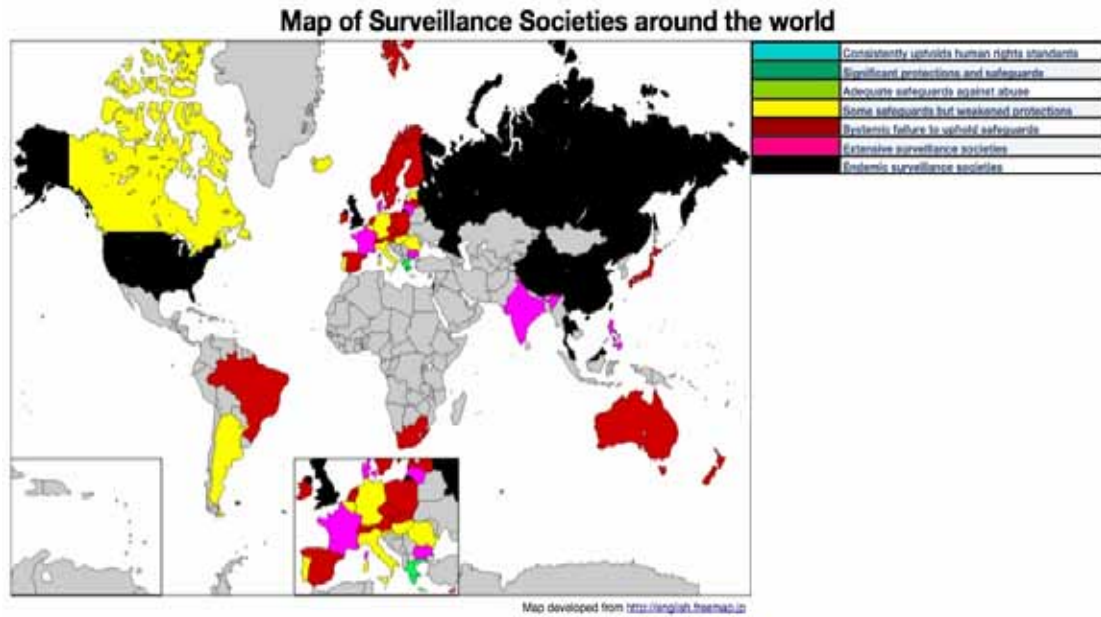 Map of Surveillance Societies around the world
Consistently upholds human rights standards
Significant protections and safeguards
Adequate safeguards against abuse
Some safeguards but weakened protections
Systemic failure to uphold safeguards
Extensive surveillance societies
Endemic surveillance societies
Map developed from http://english.freemap.jp